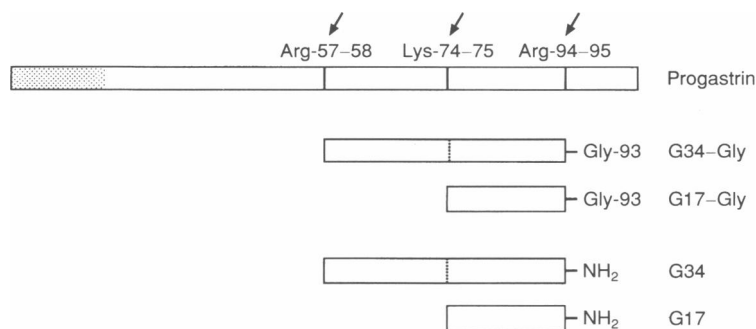 Arg-57–58 Lys-74–75 Arg-94–95
Progastrin
Gly-93 G34–Gly
Gly-93 G17–Gly
NH₂ G34
NH₂ G17